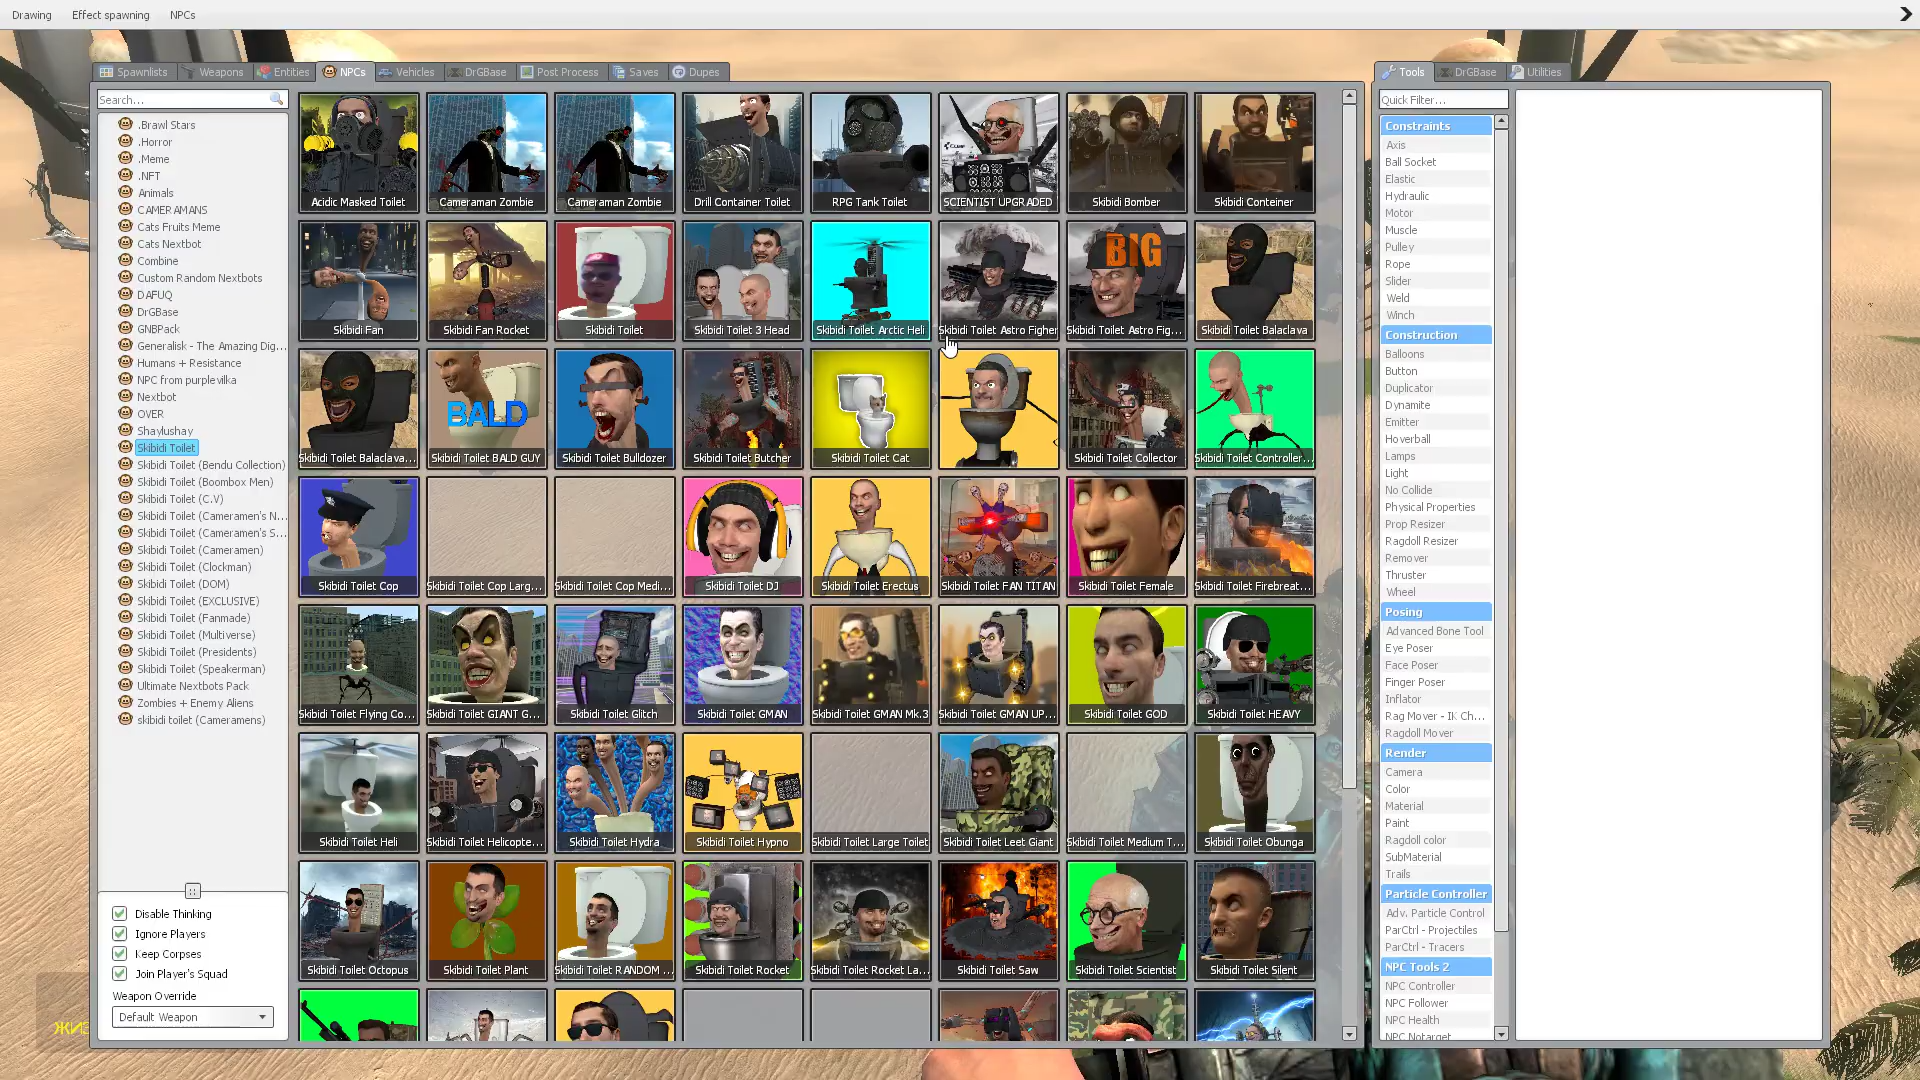 Drawing
Effect spawning
NPCs
Spawnlists
Weapons
Entities
NPCs
Vehicles
DrGBase
Post Process
Saves
Dupes
Search...
.Brawl Stars
.Horror
.Meme
.NFT
Animals
CAMERAMANS
Cats Fruits Meme
Cats Nextbot
Combine
Custom Random Nextbots
DAFUQ
DrGBase
GNBPack
Generalisk - The Amazing Dig...
Humans + Resistance
NPC from purplevilka
Nextbot
OVER
Shaylushay
Skibidi Toilet
Skibidi Toilet (Bendu Collection)
Skibidi Toilet (Boombox Men)
Skibidi Toilet (C.V)
Skibidi Toilet (Cameramen's N...
Skibidi Toilet (Cameramen's S...
Skibidi Toilet (Cameramen)
Skibidi Toilet (Clockman)
Skibidi Toilet (DOM)
Skibidi Toilet (EXCLUSIVE)
Skibidi Toilet (Fanmade)
Skibidi Toilet (Multiverse)
Skibidi Toilet (Presidents)
Skibidi Toilet (Speakerman)
Ultimate Nextbots Pack
Zombies + Enemy Aliens
skibidi toilet (Cameramens)
Disable Thinking
Ignore Players
Keep Corpses
Join Player's Squad
Weapon Override
Default Weapon
Acidic Masked Toilet
Cameraman Zombie
Cameraman Zombie
Drill Container Toilet
RPG Tank Toilet
SCIENTIST UPGRADED
Skibidi Bomber
Skibidi Conteiner
Skibidi Fan
Skibidi Fan Rocket
Skibidi Toilet
Skibidi Toilet 3 Head
Skibidi Toilet Arctic Heli
Skibidi Toilet Astro Figher
BIG
Skibidi Toilet Astro Fig...
Skibidi Toilet Balaclava
Skibidi Toilet Balaclava...
BALD
Skibidi Toilet BALD GUY
Skibidi Toilet Bulldozer
Skibidi Toilet Butcher
Skibidi Toilet Cat
Skibidi Toilet Collector
Skibidi Toilet Controller...
Skibidi Toilet Cop
Skibidi Toilet Cop Larg...
Skibidi Toilet Cop Medi...
Skibidi Toilet DJ
Skibidi Toilet Erectus
Skibidi Toilet FAN TITAN
Skibidi Toilet Female
Skibidi Toilet Firebreat...
Skibidi Toilet Flying Co...
Skibidi Toilet GIANT G...
Skibidi Toilet Glitch
Skibidi Toilet GMAN
Skibidi Toilet GMAN Mk.3
Skibidi Toilet GMAN UP...
Skibidi Toilet GOD
Skibidi Toilet HEAVY
Skibidi Toilet Heli
Skibidi Toilet Helicopte...
Skibidi Toilet Hydra
Skibidi Toilet Hypno
Skibidi Toilet Large Toilet
Skibidi Toilet Leet Giant
Skibidi Toilet Medium T...
Skibidi Toilet Obunga
Skibidi Toilet Octopus
Skibidi Toilet Plant
Skibidi Toilet RANDOM ...
Skibidi Toilet Rocket
Skibidi Toilet Rocket La...
Skibidi Toilet Saw
Skibidi Toilet Scientist
Skibidi Toilet Silent
Tools
DrGBase
Utilities
Quick Filter...
Constraints
Axis
Ball Socket
Elastic
Hydraulic
Motor
Muscle
Pulley
Rope
Slider
Weld
Winch
Construction
Balloons
Button
Duplicator
Dynamite
Emitter
Hoverball
Lamps
Light
No Collide
Physical Properties
Prop Resizer
Ragdoll Resizer
Remover
Thruster
Wheel
Posing
Advanced Bone Tool
Eye Poser
Face Poser
Finger Poser
Inflator
Rag Mover - IK Ch...
Ragdoll Mover
Render
Camera
Color
Material
Paint
Ragdoll color
SubMaterial
Trails
Particle Controller
Adv. Particle Control
ParCtrl - Projectiles
ParCtrl - Tracers
NPC Tools 2
NPC Controller
NPC Follower
NPC Health
NPC Notarget